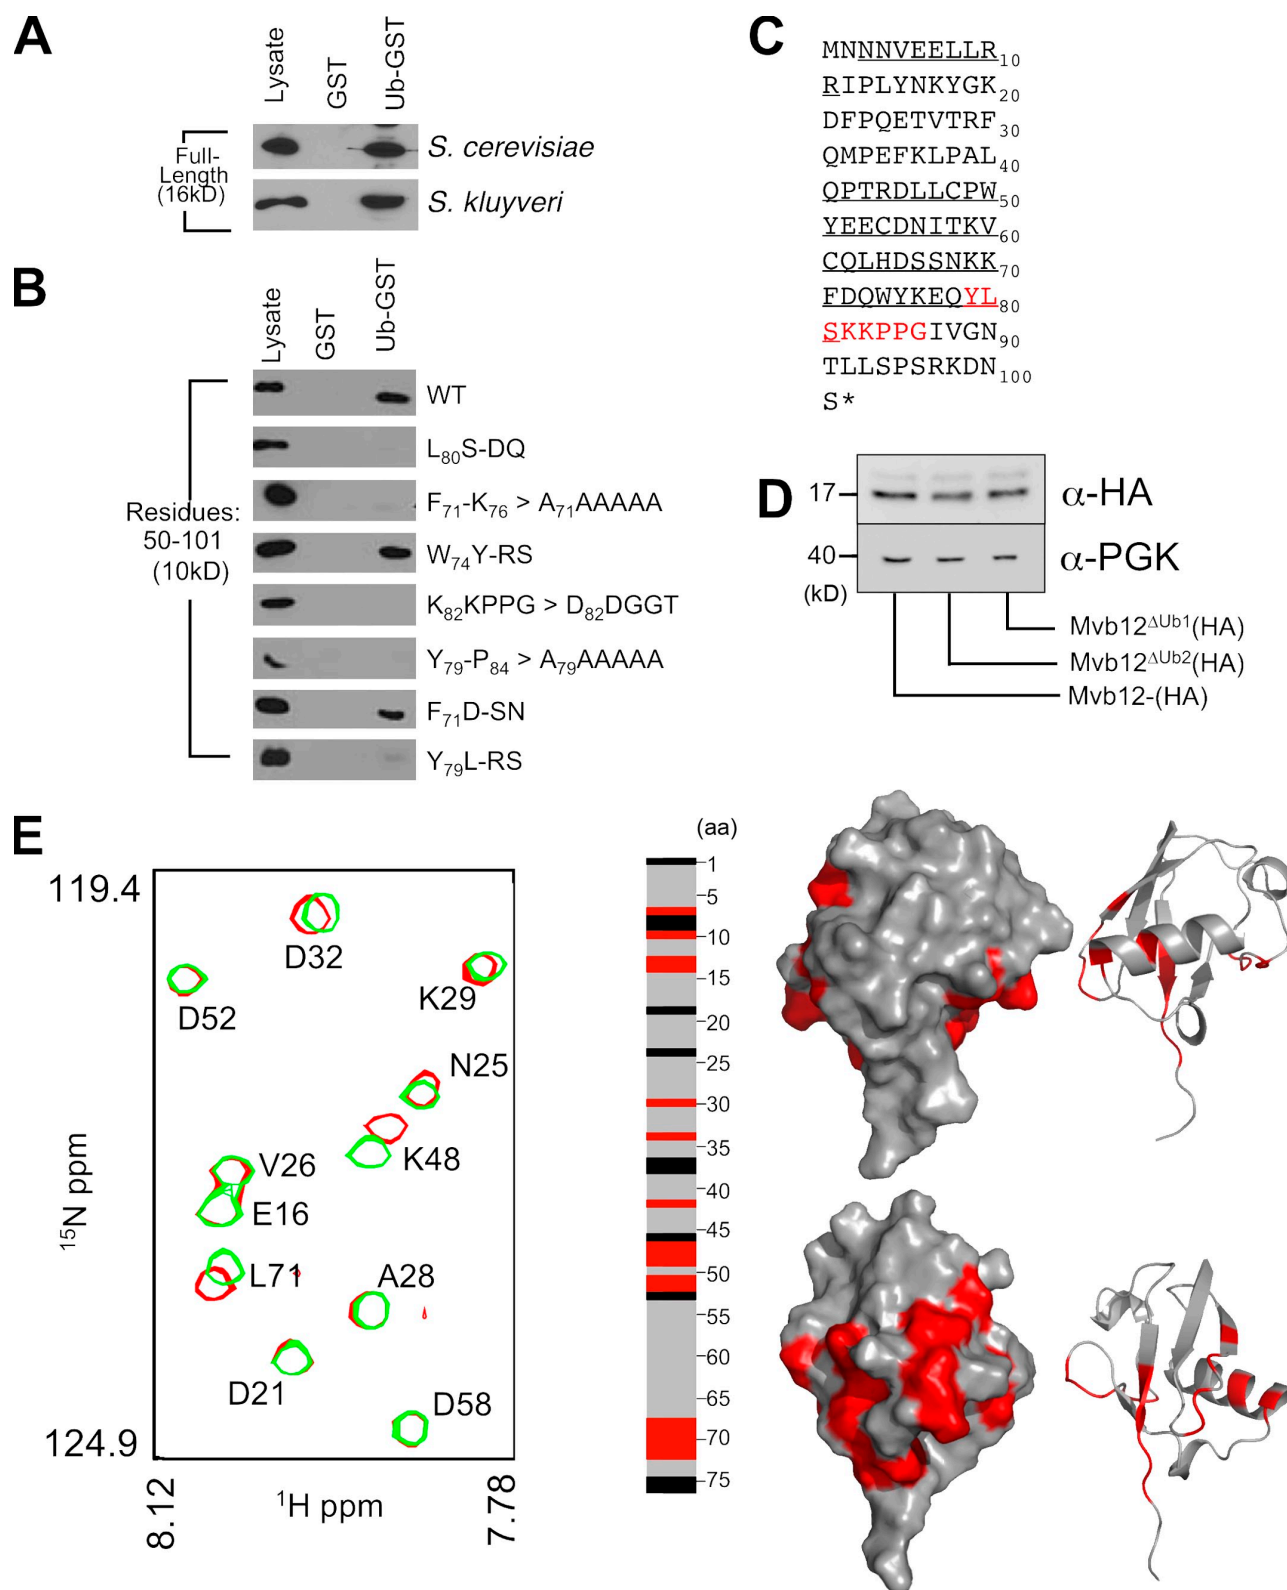 A
Lysate
GST
Ub-GST
Full-
Length
(16kD)
S. cerevisiae
S. kluyveri
B
Lysate
GST
Ub-GST
Residues:
50-101
(10kD)
WT
L80S-DQ
F71-K76 > A71AAAAA
W74Y-RS
K82KPPG > D82DGGT
Y79-P84 > A79AAAAA
F71D-SN
Y79L-RS
C
MNNNVEELLR10
RIPLYNKYGK20
DFPQETVTRF30
QMPEFKLPAL40
QPTRDLLCPW50
YEECDNITKV60
CQLHDSSNKK70
FDQWYKEQYL80
SKKPPGIVGN90
TLLSPSRKDN100
S*
D
17
α-HA
40
α-PGK
(kD)
Mvb12ΔUb1(HA)
Mvb12ΔUb2(HA)
Mvb12-(HA)
E
119.4
124.9
15N ppm
8.12
1H ppm
7.78
D32
D52
K29
N25
K48
V26
E16
L71
A28
D21
D58
(aa)
1
5
10
15
20
25
30
35
40
45
50
55
60
65
70
75